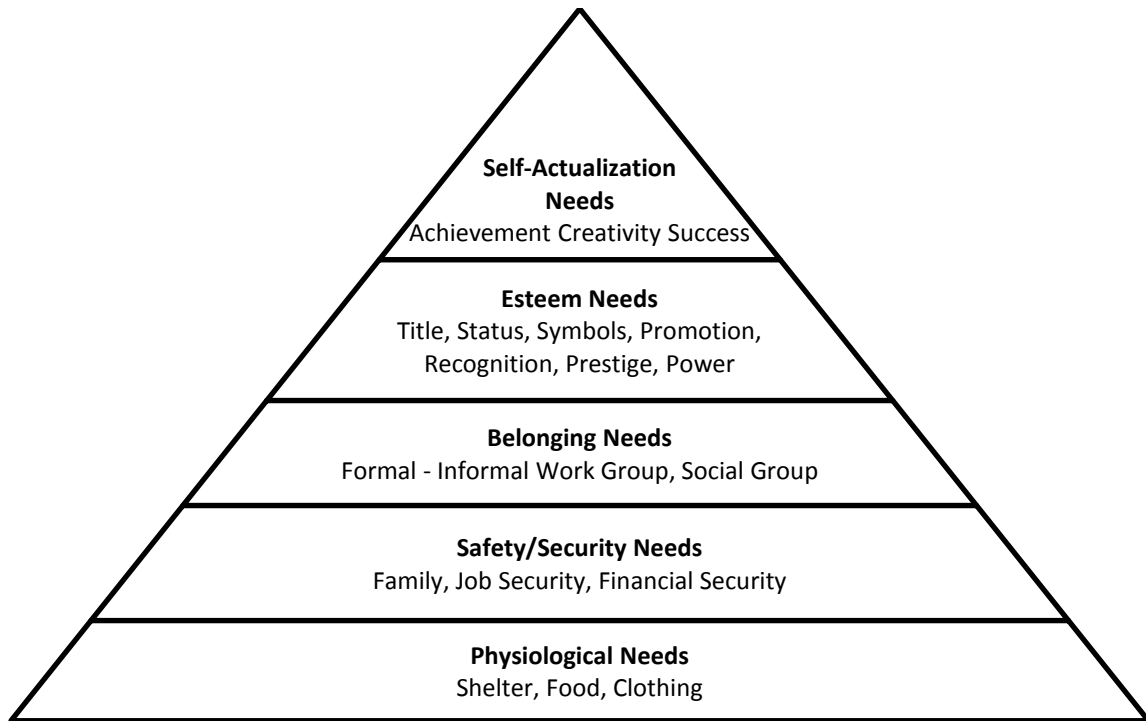 Self-Actualization
Needs
Achievement Creativity Success
Esteem Needs
Title, Status, Symbols, Promotion,
Recognition, Prestige, Power
Belonging Needs
Formal - Informal Work Group, Social Group
Safety/Security Needs
Family, Job Security, Financial Security
Physiological Needs
Shelter, Food, Clothing